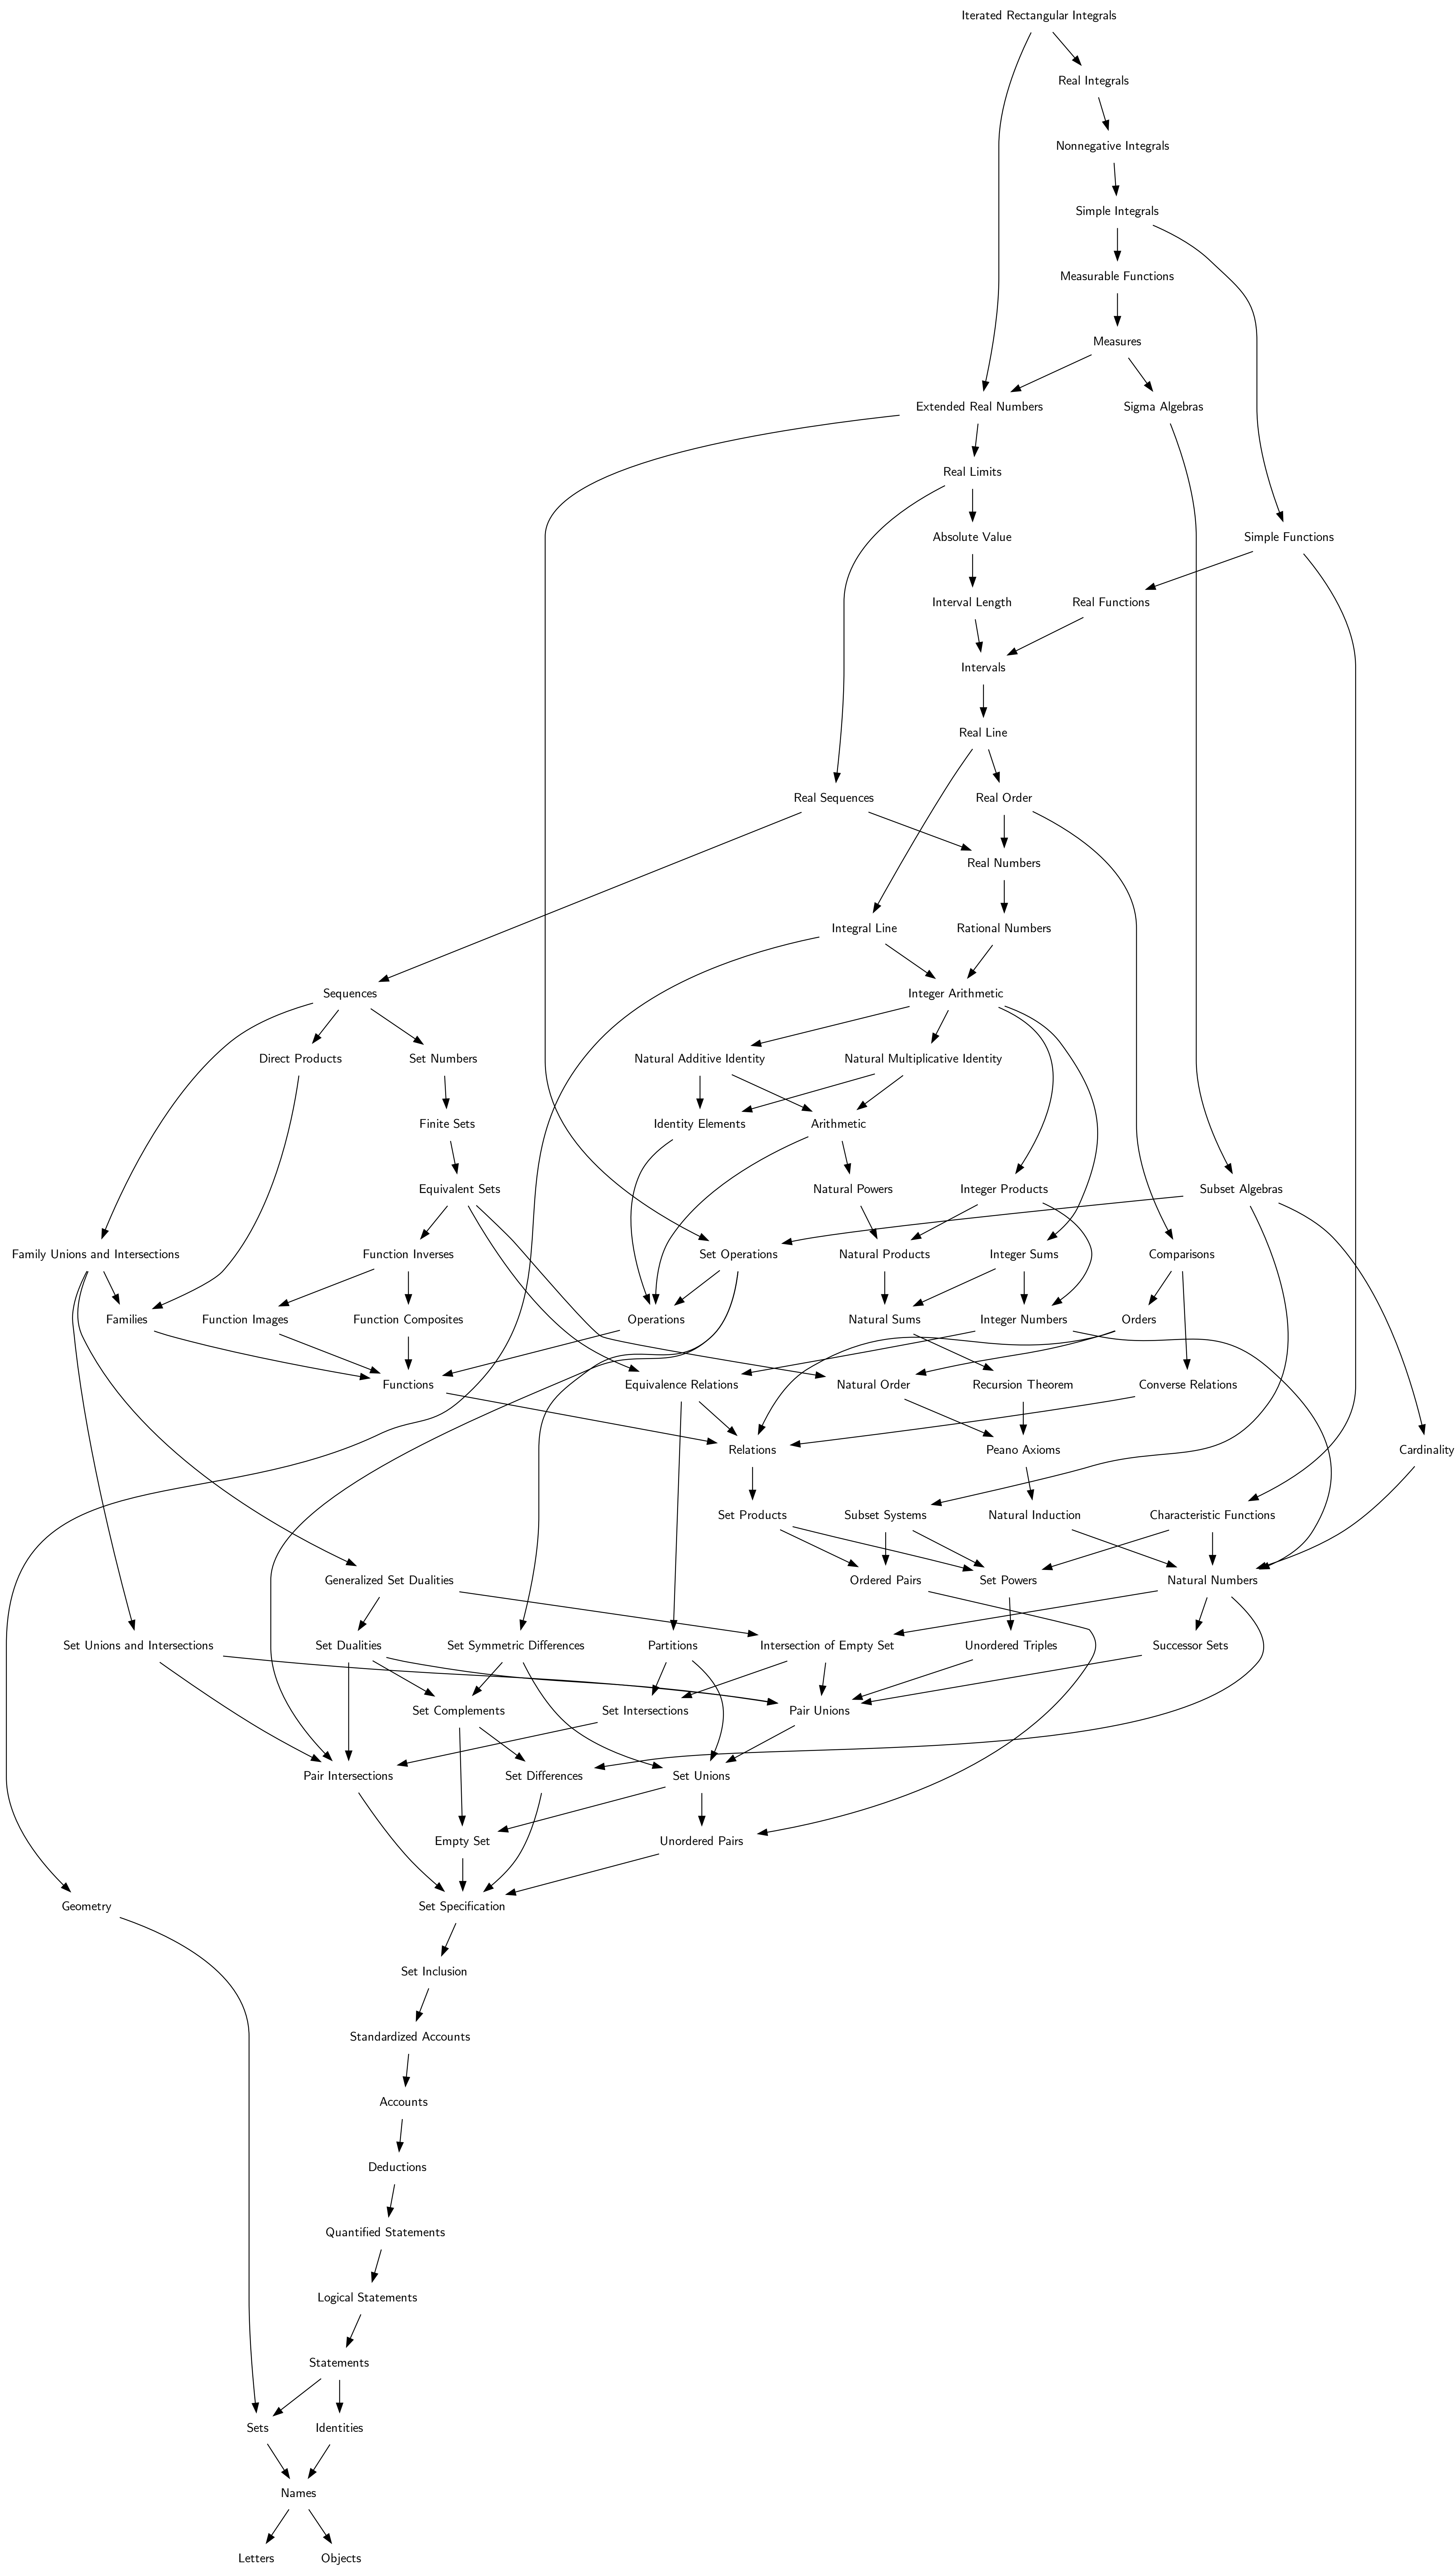 Iterated Rectangular Integrals
Real Integrals
Nonnegative Integrals
Simple Integrals
Measurable Functions
Measures
Extended Real Numbers
Sigma Algebras
Real Limits
Absolute Value
Simple Functions
Interval Length
Real Functions
Intervals
Real Line
Real Sequences
Real Order
Real Numbers
Integral Line
Rational Numbers
Sequences
Integer Arithmetic
Direct Products
Set Numbers
Natural Additive Identity
Natural Multiplicative Identity
Finite Sets
Identity Elements
Arithmetic
Equivalent Sets
Natural Powers
Integer Products
Subset Algebras
Family Unions and Intersections
Function Inverses
Set Operations
Natural Products
Integer Sums
Comparisons
Families
Function Images
Function Composites
Operations
Natural Sums
Integer Numbers
Orders
Functions
Equivalence Relations
Natural Order
Recursion Theorem
Converse Relations
Relations
Peano Axioms
Cardinality
Set Products
Subset Systems
Natural Induction
Characteristic Functions
Generalized Set Dualities
Ordered Pairs
Set Powers
Natural Numbers
Set Unions and Intersections
Set Dualities
Set Symmetric Differences
Partitions
Intersection of Empty Set
Unordered Triples
Successor Sets
Set Complements
Set Intersections
Pair Unions
Pair Intersections
Set Differences
Set Unions
Empty Set
Unordered Pairs
Geometry
Set Specification
Set Inclusion
Standardized Accounts
Accounts
Deductions
Quantified Statements
Logical Statements
Statements
Sets
Identities
Names
Letters
Objects